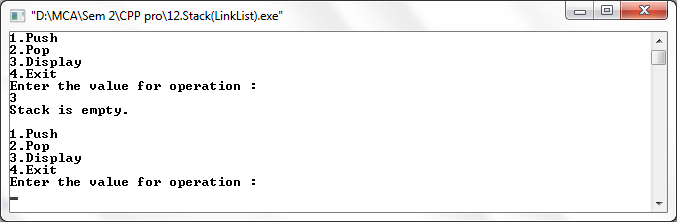 "D:\MCA\Sem 2\CPP pro\12.Stack(LinkList).exe"
1.Push
2.Pop
3.Display
4.Exit
Enter the value for operation :
3
Stack is empty.
1.Push
2.Pop
3.Display
4.Exit
Enter the value for operation :